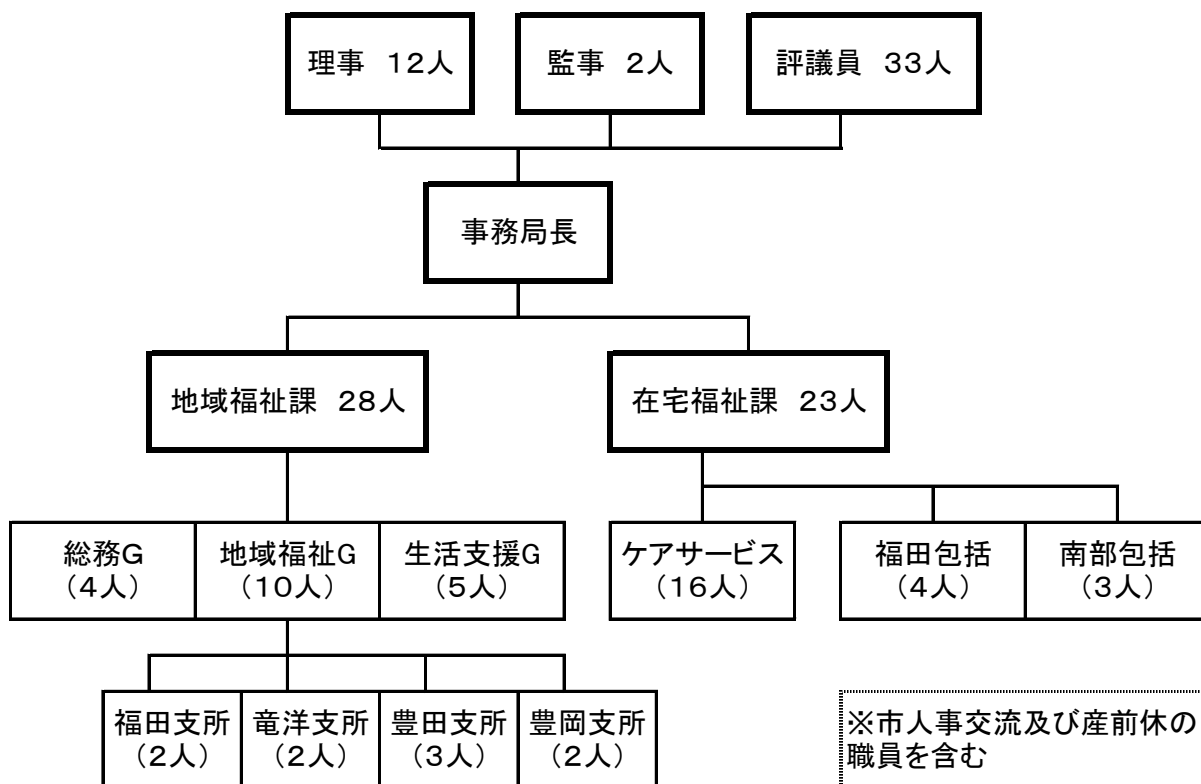 理事　１２人
監事　２人
評議員　３３人
事務局長
地域福祉課　２８人
在宅福祉課　２３人
総務Ｇ
（４人）
地域福祉Ｇ
（１０人）
生活支援Ｇ
（５人）
ケアサービス
（１６人）
福田包括
（４人）
南部包括
（３人）
福田支所
（２人）
竜洋支所
（２人）
豊田支所
（３人）
豊岡支所
（２人）
※市人事交流及び産前休の
職員を含む